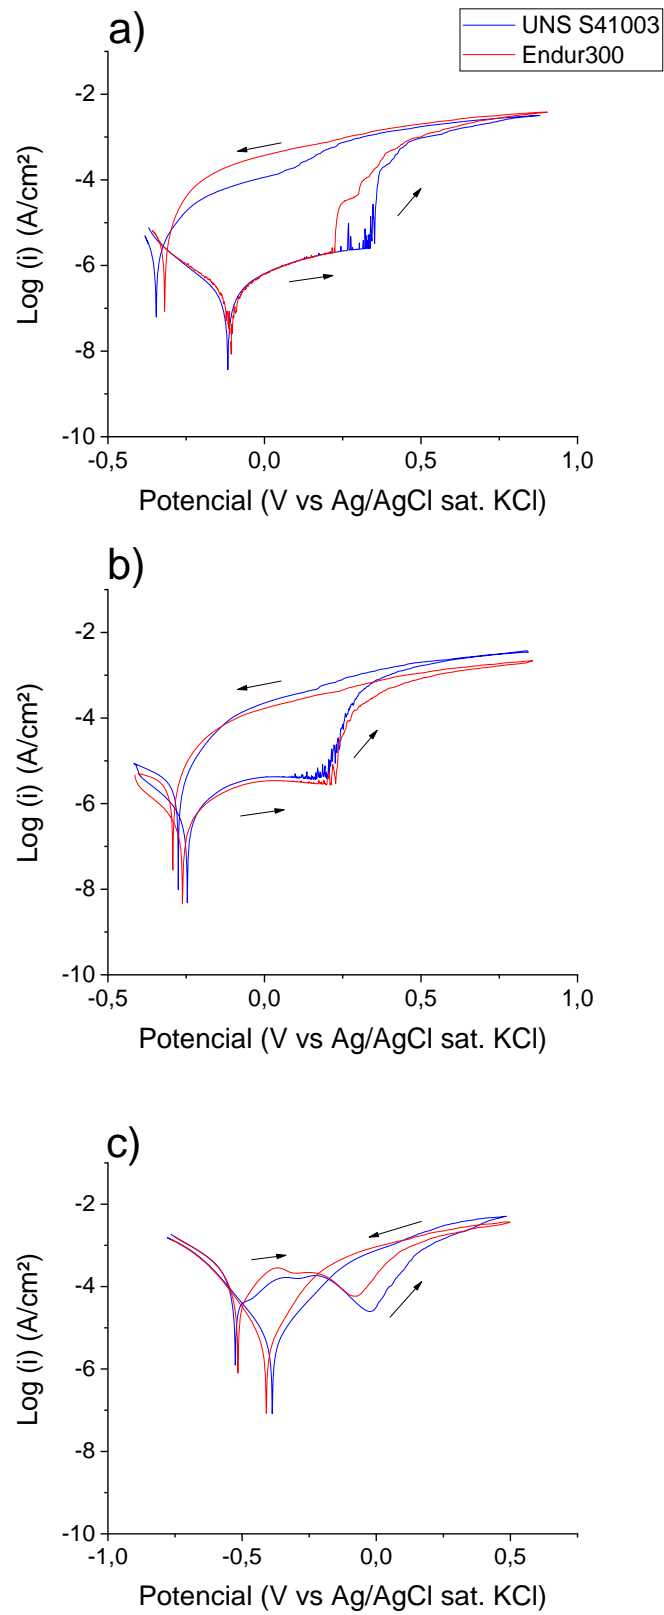 a)
UNS S41003
Endur300
-2
-4
-6
-8
-10
-0,5
0,0
0,5
1,0
Log (i) (A/cm²)
Potencial (V vs Ag/AgCl sat. KCl)
b)
-2
-4
-6
-8
-10
-0,5
0,0
0,5
1,0
Log (i) (A/cm²)
Potencial (V vs Ag/AgCl sat. KCl)
c)
-2
-4
-6
-8
-10
-1,0
-0,5
0,0
0,5
Log (i) (A/cm²)
Potencial (V vs Ag/AgCl sat. KCl)